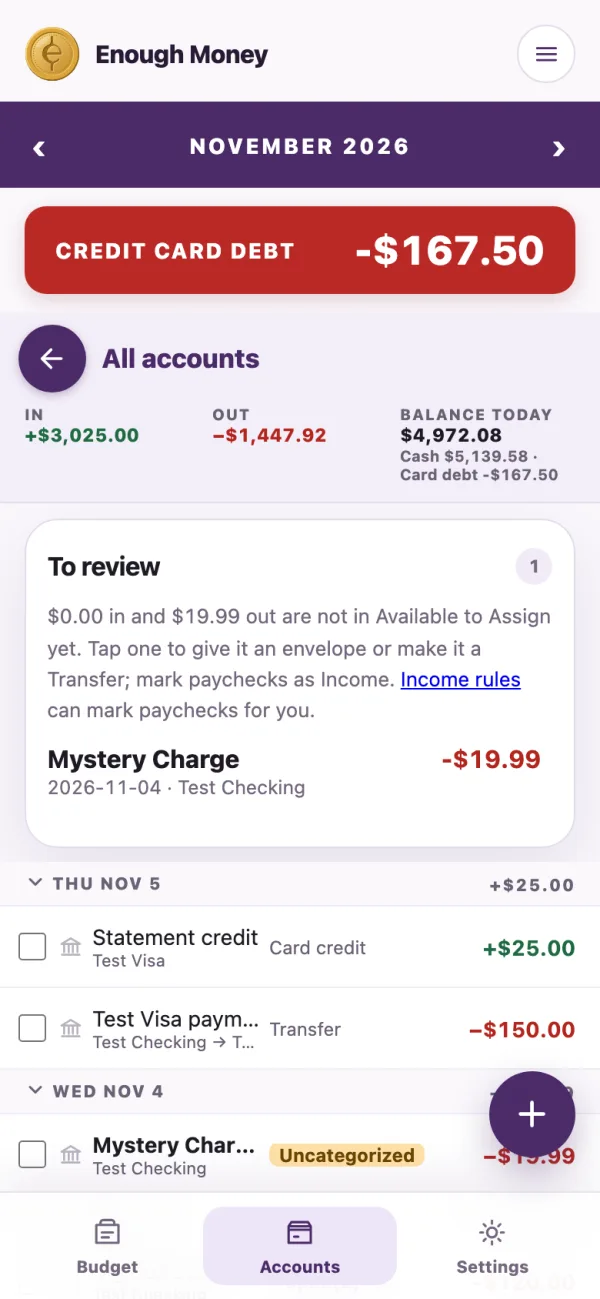 Enough Money
‹ NOVEMBER 2026 ›
CREDIT CARD DEBT -$167.50
All accounts
IN OUT BALANCE TODAY
+$3,025.00 −$1,447.92 $4,972.08
Cash $5,139.58 ·
Card debt -$167.50
To review 1
$0.00 in and $19.99 out are not in Available to Assign
yet. Tap one to give it an envelope or make it a
Transfer; mark paychecks as Income. Income rules
can mark paychecks for you.
Mystery Charge -$19.99
2026-11-04 · Test Checking
THU NOV 5 +$25.00
Statement credit Card credit +$25.00
Test Visa
Test Visa paym... Transfer −$150.00
Test Checking → T...
WED NOV 4
Mystery Char... Uncategorized −$19.99
Test Checking
Budget Accounts Settings